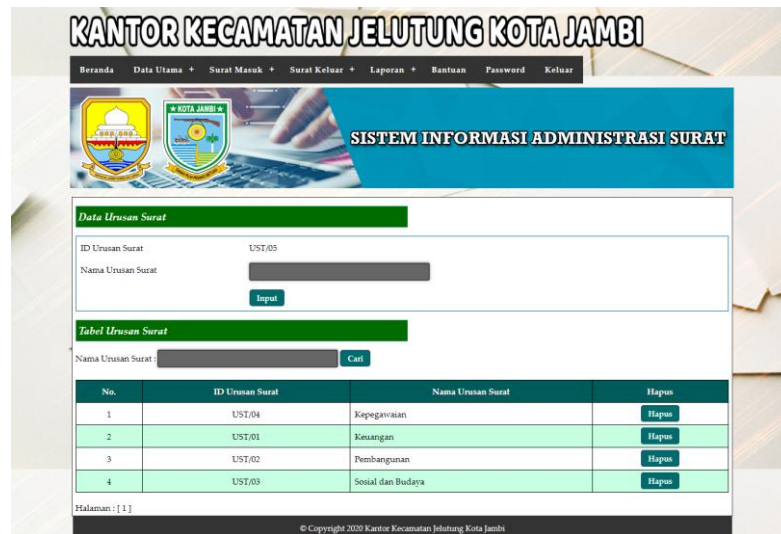 KANTOR KECAMATAN JELUTUNG KOTA JAMBI
Beranda Data Utama + Surat Masuk + Surat Keluar + Laporan + Bantuan Password Keluar
KOTA JAMBI
SISTEM INFORMASI ADMINISTRASI SURAT
Data Urusan Surat
ID Urusan Surat UST/05
Nama Urusan Surat
Input
Tabel Urusan Surat
Nama Urusan Surat : Cari
No. ID Urusan Surat Nama Urusan Surat Hapus
1 UST/04 Kepegawaian Hapus
2 UST/01 Keuangan Hapus
3 UST/02 Pembangunan Hapus
4 UST/03 Sosial dan Budaya Hapus
Halaman : [ 1 ]
© Copyright 2020 Kantor Kecamatan Jelutung Kota Jambi